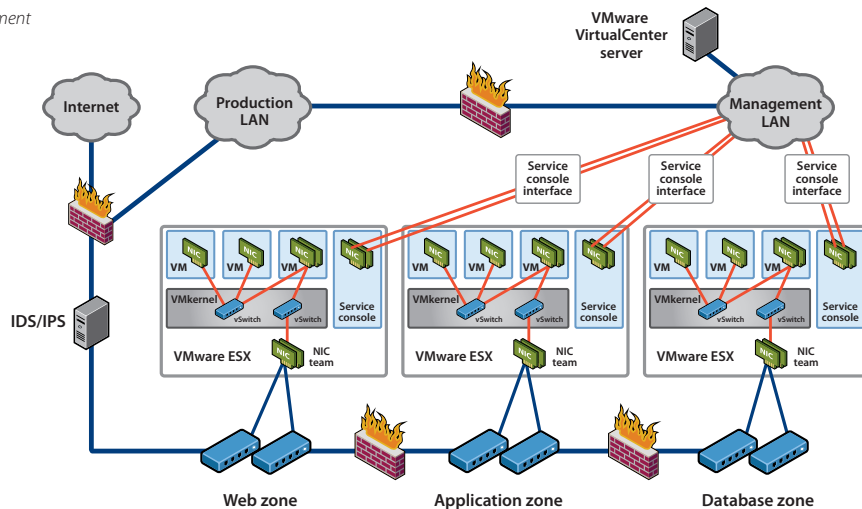 ment
VMware
VirtualCenter
server
Internet
Production
LAN
Management
LAN
Service
console
interface
Service
console
interface
Service
console
interface
NIC
NIC
NIC
NIC
VM
VM
VM
VMkernel
vSwitch
vSwitch
Service
console
VMware ESX
NIC
NIC
team
NIC
NIC
NIC
NIC
VM
VM
VM
VMkernel
vSwitch
vSwitch
Service
console
VMware ESX
NIC
NIC
team
NIC
NIC
NIC
NIC
VM
VM
VM
VMkernel
vSwitch
vSwitch
Service
console
VMware ESX
NIC
NIC
team
IDS/IPS
Web zone
Application zone
Database zone